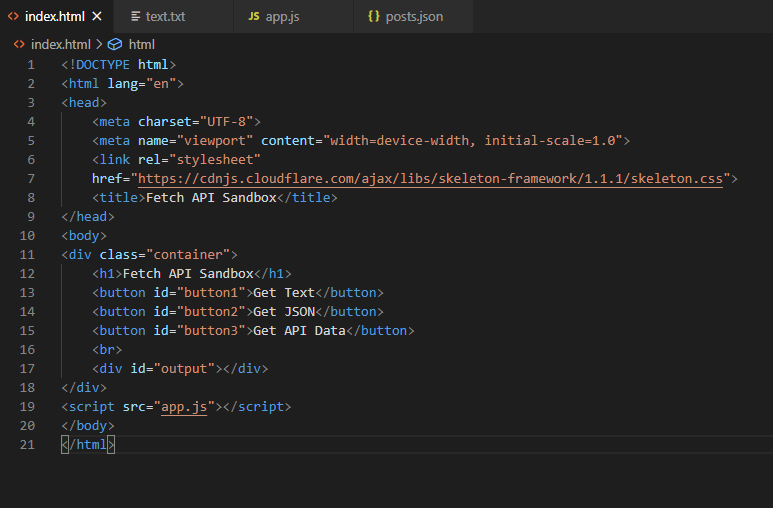 index.html
text.txt
JS app.js
{} posts.json
index.html > html
1 <!DOCTYPE html>
2 <html lang="en">
3 <head>
4     <meta charset="UTF-8">
5     <meta name="viewport" content="width=device-width, initial-scale=1.0">
6     <link rel="stylesheet"
7     href="https://cdnjs.cloudflare.com/ajax/libs/skeleton-framework/1.1.1/skeleton.css">
8     <title>Fetch API Sandbox</title>
9 </head>
10 <body>
11 <div class="container">
12     <h1>Fetch API Sandbox</h1>
13     <button id="button1">Get Text</button>
14     <button id="button2">Get JSON</button>
15     <button id="button3">Get API Data</button>
16     <br>
17     <div id="output"></div>
18 </div>
19 <script src="app.js"></script>
20 </body>
21 </html>